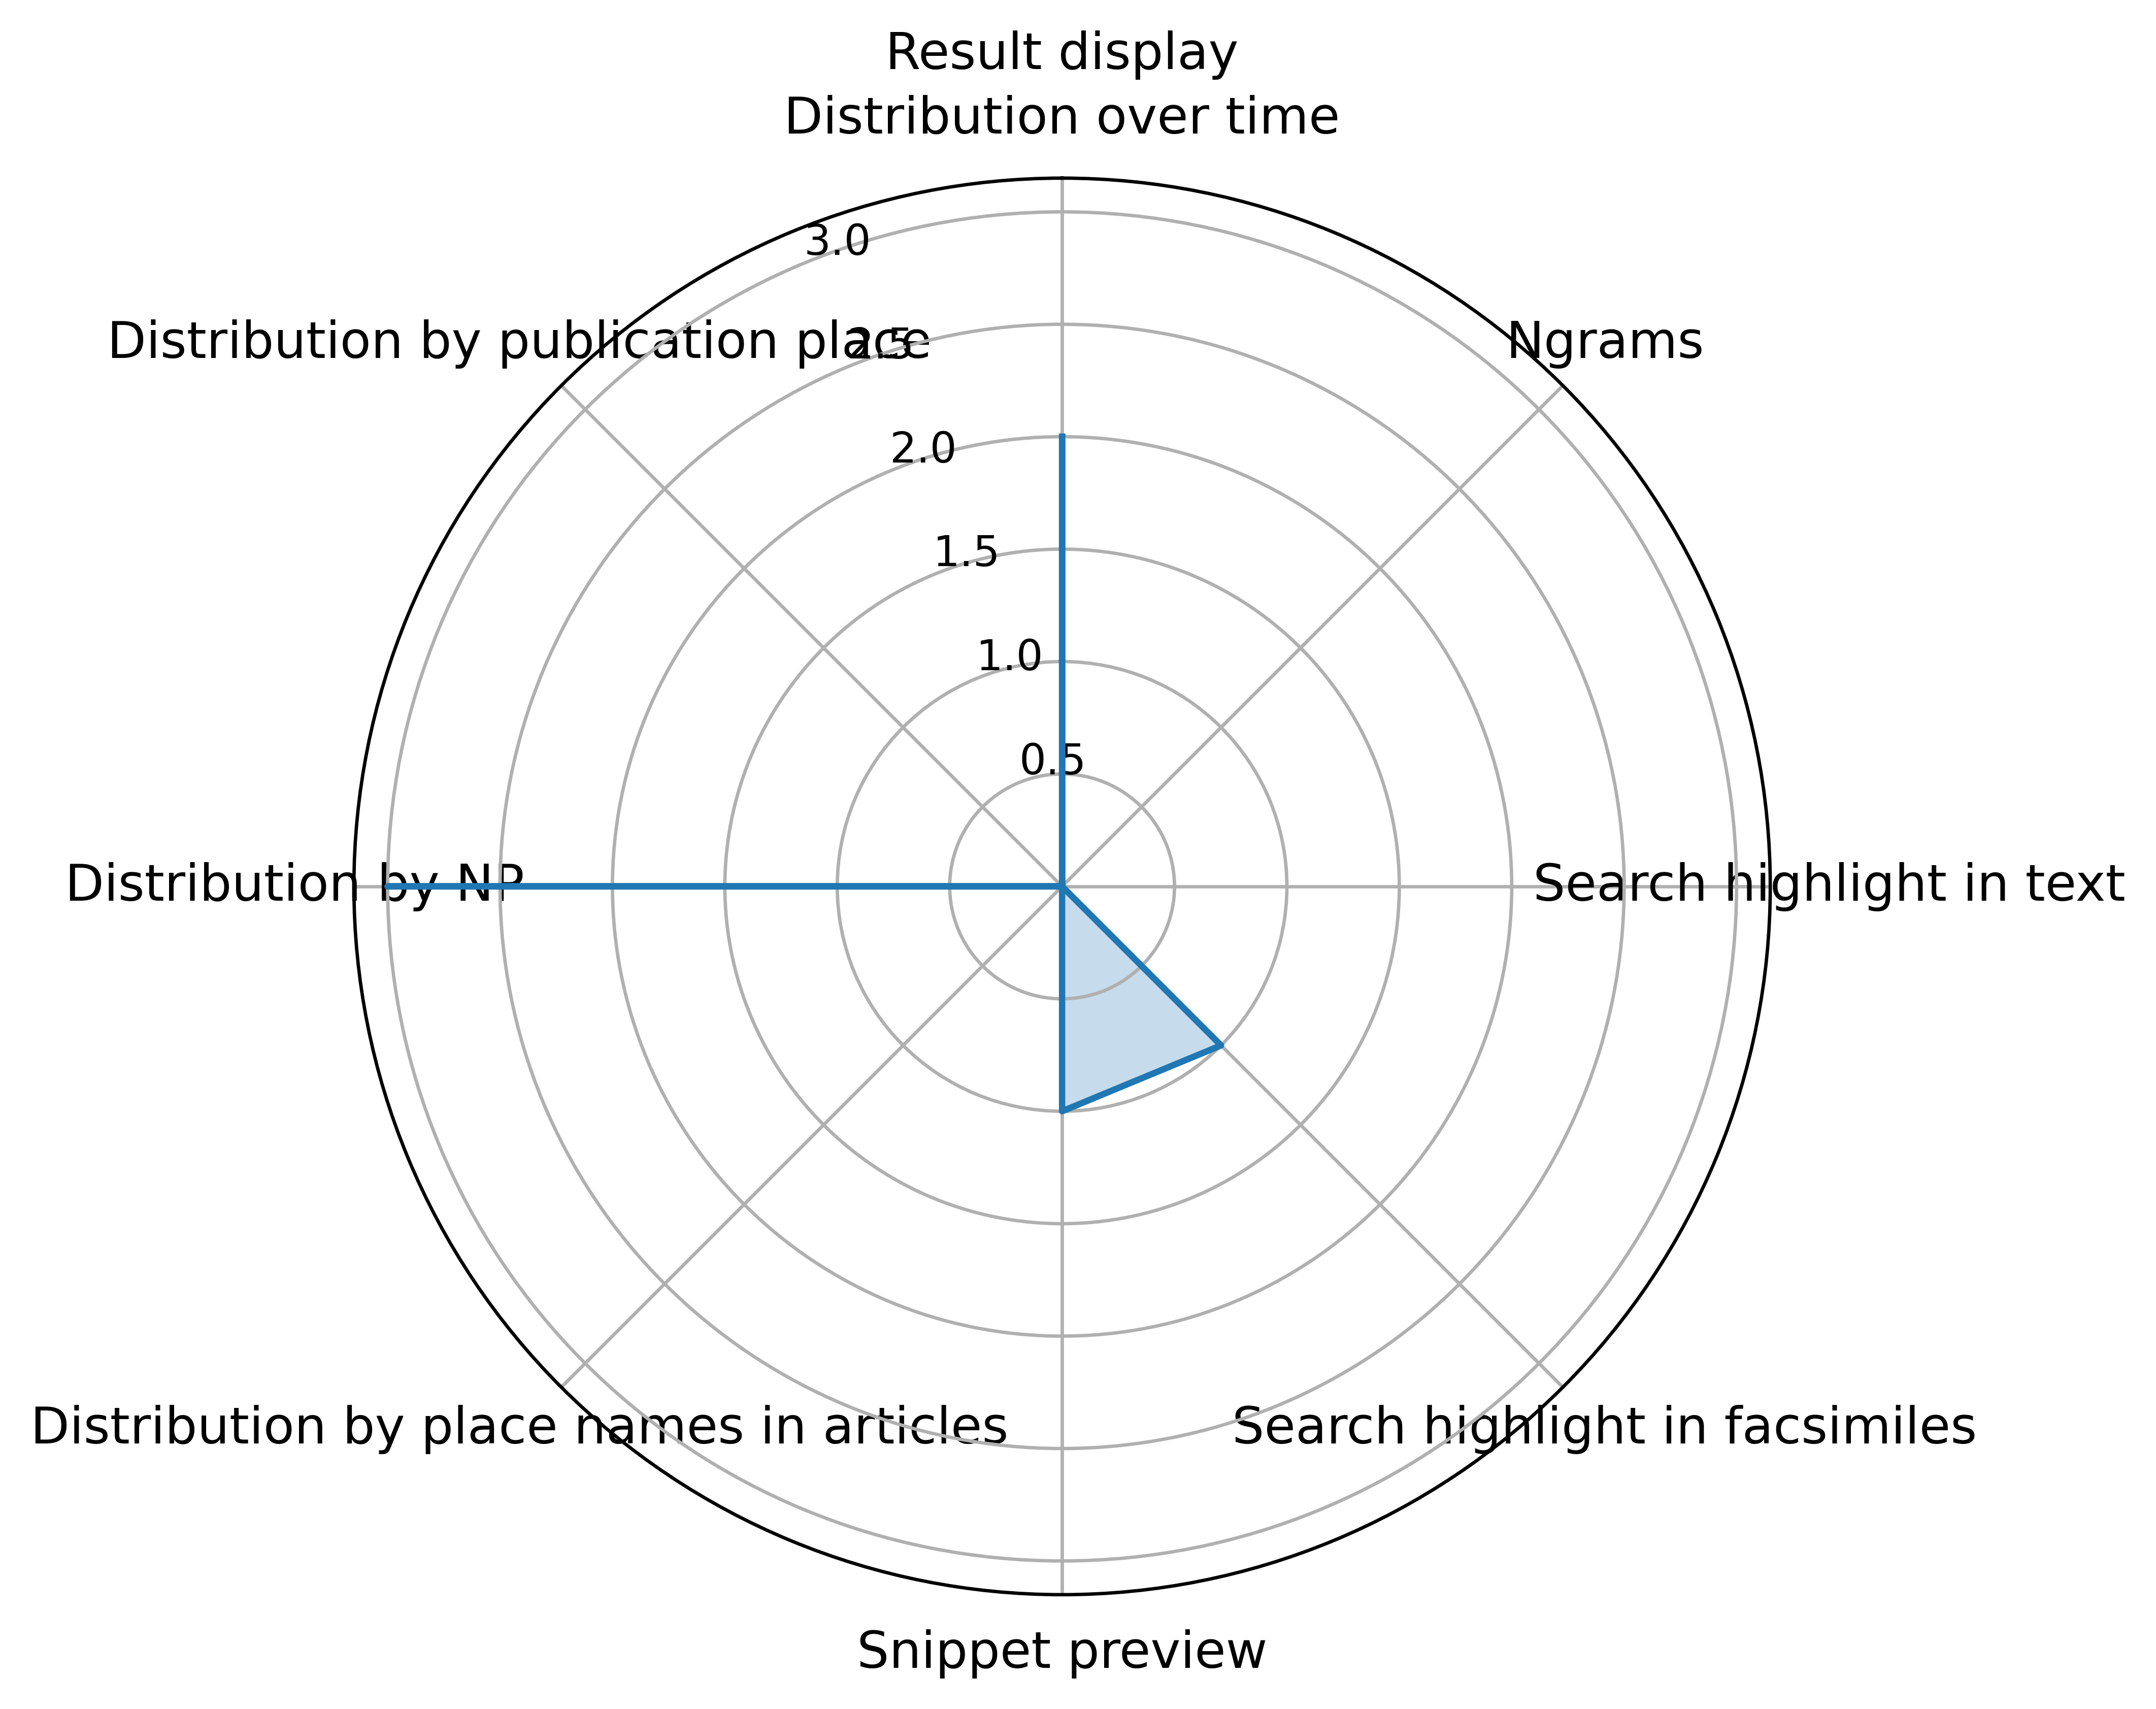 Result display
Distribution over time
3.0
Distribution by publication place
2.5
Ngrams
2.0
1.5
1.0
0.5
Distribution by NP
Search highlight in text
Distribution by place names in articles
Search highlight in facsimiles
Snippet preview